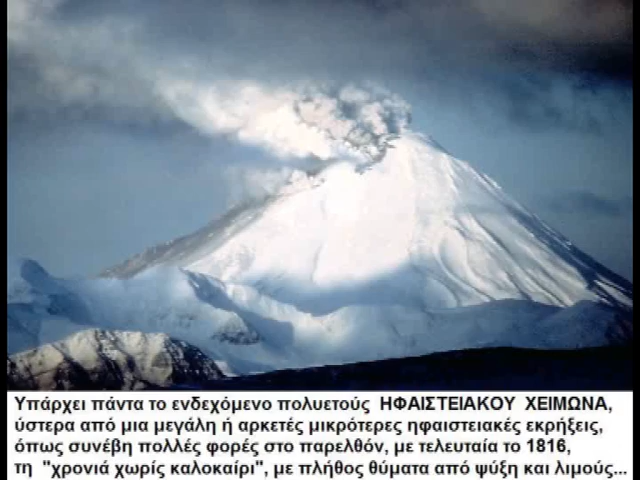 Υπάρχει πάντα το ενδεχόμενο πολυετούς ΗΦΑΙΣΤΕΙΑΚΟΥ ΧΕΙΜΩΝΑ,
ύστερα από μια μεγάλη ή αρκετές μικρότερες ηφαιστειακές εκρήξεις,
όπως συνέβη πολλές φορές στο παρελθόν, με τελευταία το 1816,
τη "χρονιά χωρίς καλοκαίρι", με πλήθος θύματα από ψύξη και λιμούς...